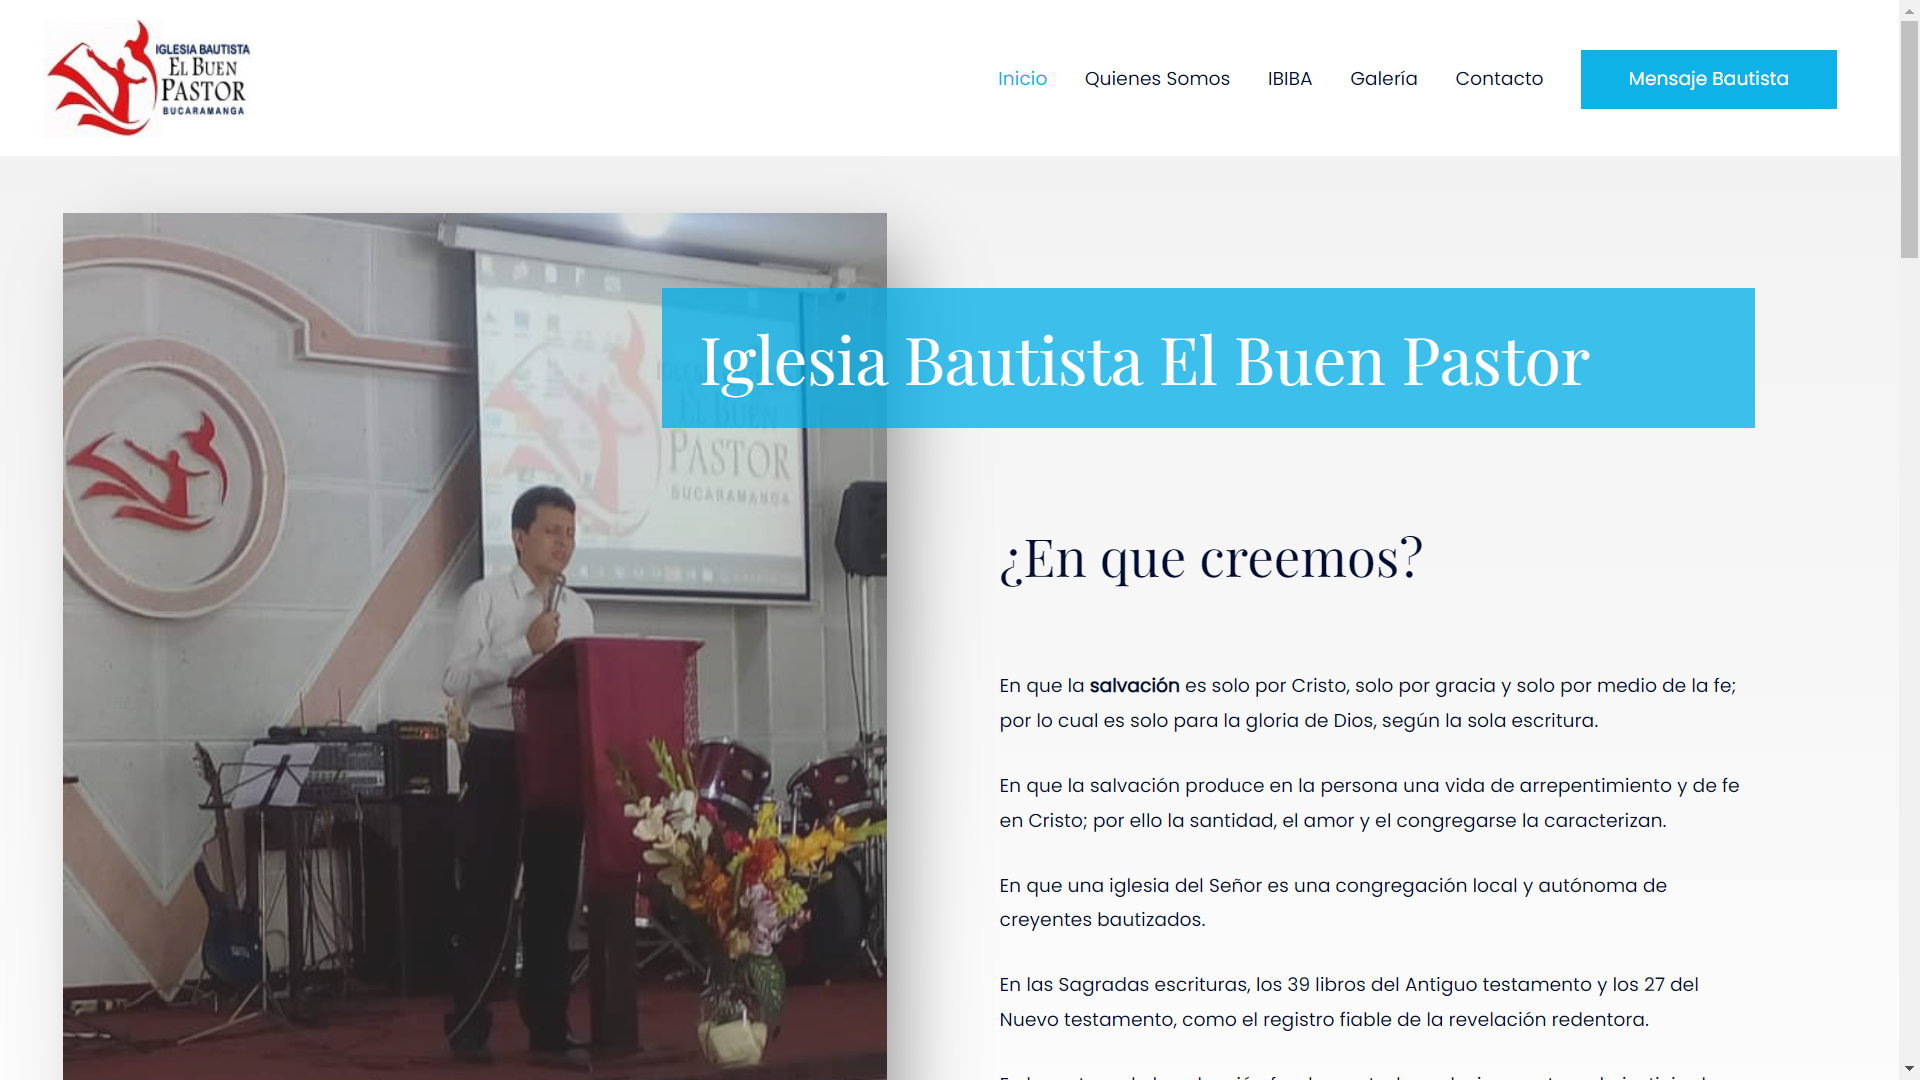 IGLESIA BAUTISTA
EL BUEN
PASTOR
BUCARAMANGA
Inicio
Quienes Somos
IBIBA
Galería
Contacto
Mensaje Bautista
Iglesia Bautista El Buen Pastor
EL BUEN
PASTOR
BUCARAMANGA
¿En que creemos?
En que la salvación es solo por Cristo, solo por gracia y solo por medio de la fe;
por lo cual es solo para la gloria de Dios, según la sola escritura.
En que la salvación produce en la persona una vida de arrepentimiento y de fe
en Cristo; por ello la santidad, el amor y el congregarse la caracterizan.
En que una iglesia del Señor es una congregación local y autónoma de
creyentes bautizados.
En las Sagradas escrituras, los 39 libros del Antiguo testamento y los 27 del
Nuevo testamento, como el registro fiable de la revelación redentora.